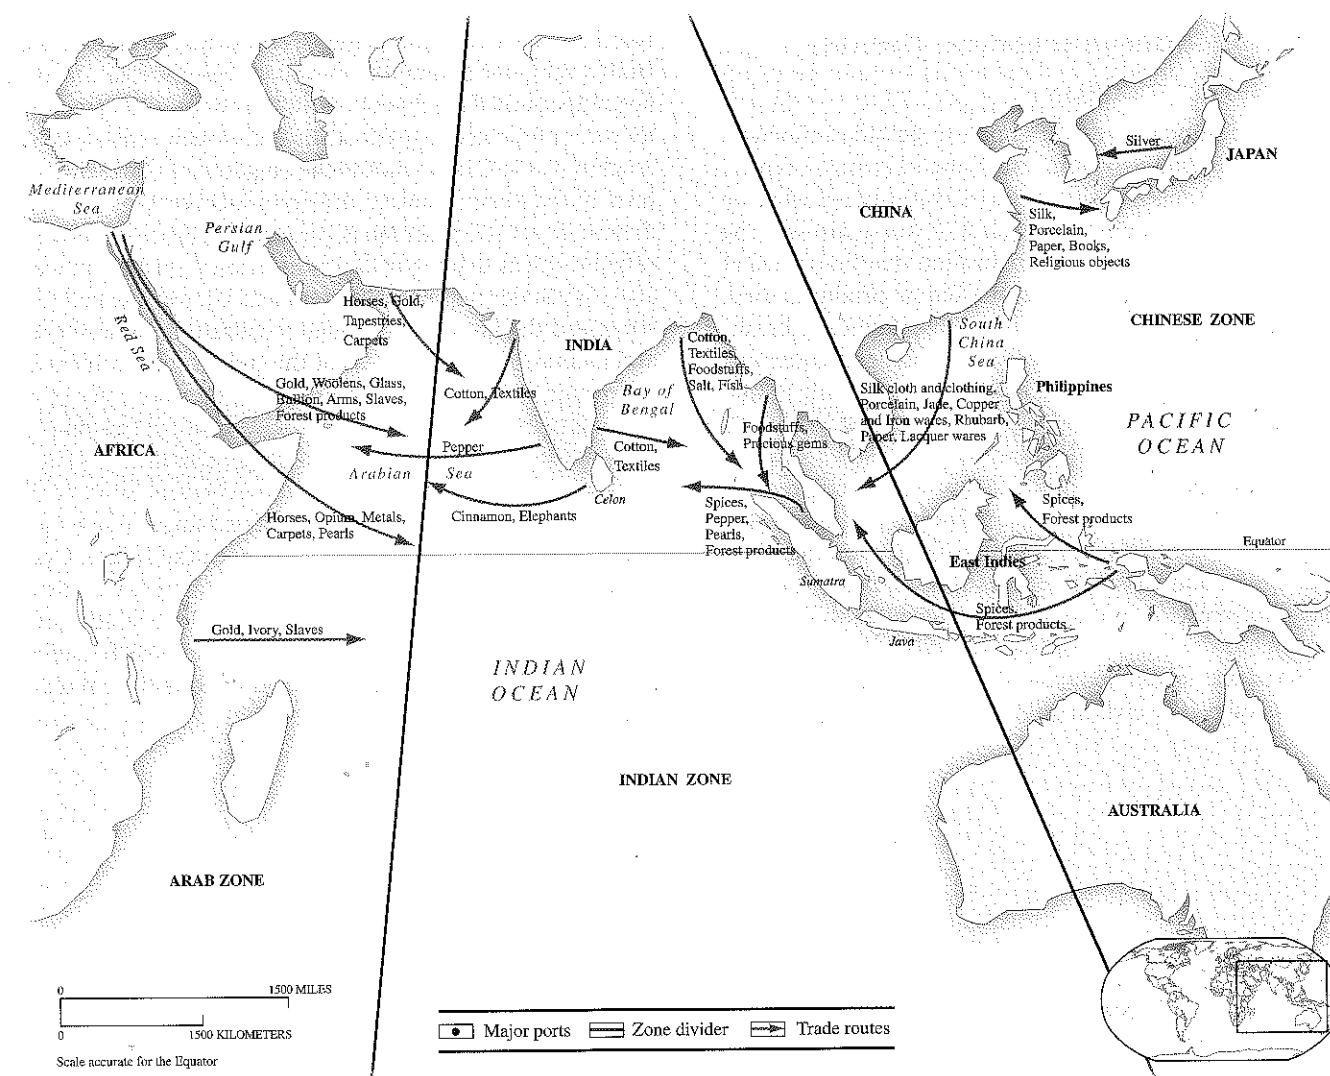 Silver
JAPAN
Mediterranean
Sea
Persian
Gulf
CHINA
Silk,
Porcelain,
Paper, Books,
Religious objects
Red Sea
Horses, Gold,
Tapestries,
Carpets
INDIA
Cotton,
Textiles,
Foodstuffs,
Salt, Fish
South
China
Sea
CHINESE ZONE
Gold, Woolens, Glass,
Bullion, Arms, Slaves,
Forest products
Cotton, Textiles
Bay of
Bengal
Silk cloth and clothing,
Porcelain, Jade, Copper
and Iron wares, Rhubarb,
Paper, Lacquer wares
Philippines
PACIFIC
OCEAN
AFRICA
Pepper
Arabian Sea
Cotton,
Textiles
Foodstuffs,
Precious gems
Celon
Cinnamon, Elephants
Horses, Opium, Metals,
Carpets, Pearls
Spices,
Pepper,
Pearls,
Forest products
Spices,
Forest products
Equator
East Indies
Sumatra
Spices,
Forest products
Java
Gold, Ivory, Slaves
INDIAN
OCEAN
INDIAN ZONE
AUSTRALIA
ARAB ZONE
0 1500 MILES
0 1500 KILOMETERS
Scale accurate for the Equator
Major ports Zone divider Trade routes